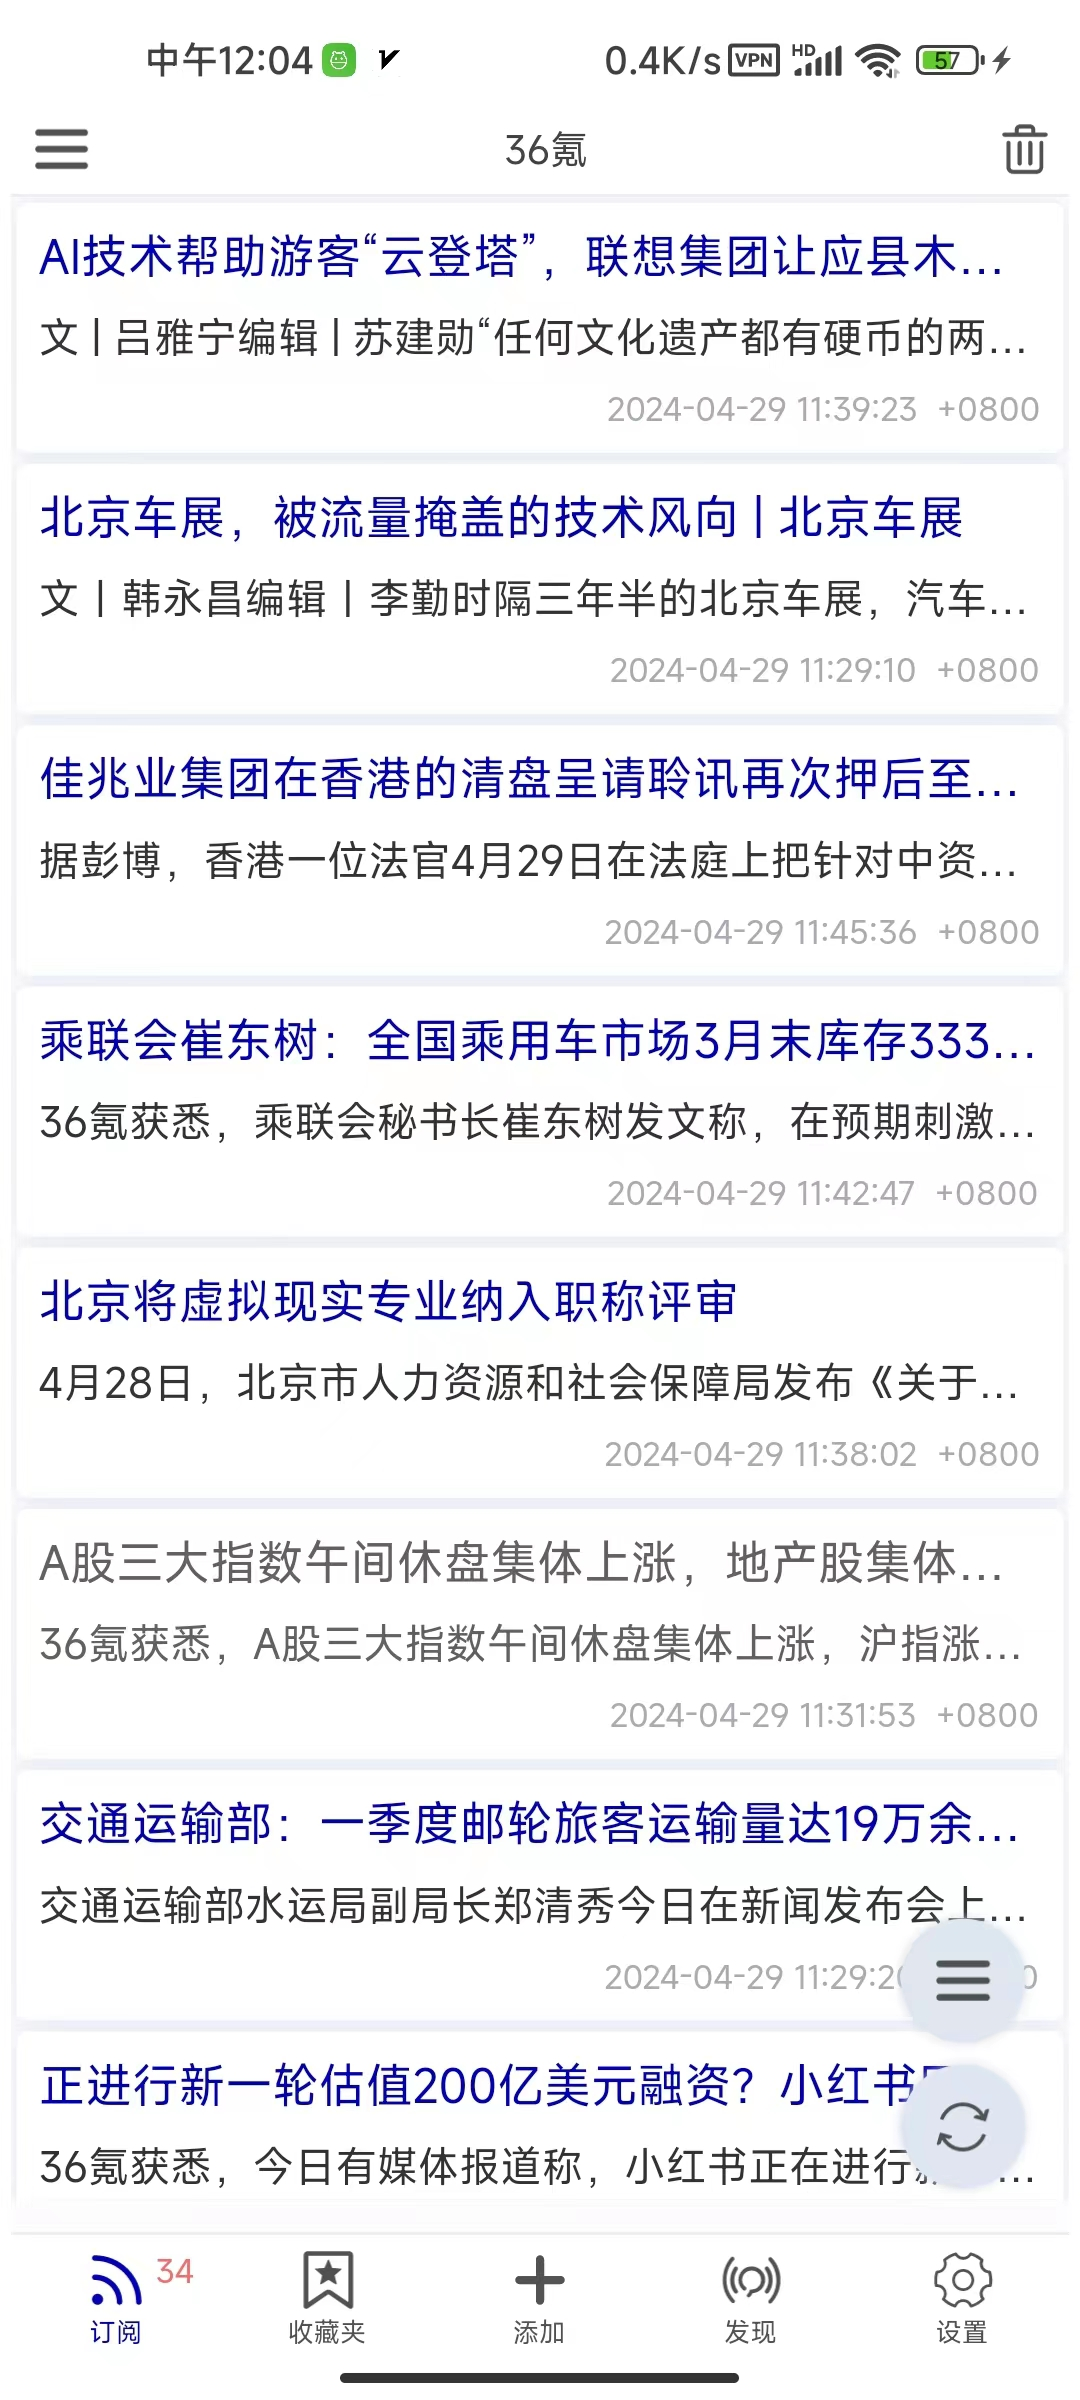 中午12:04
0.4K/s VPN HD 57
36氪
AI技术帮助游客“云登塔”，联想集团让应县木...
文 | 吕雅宁编辑 | 苏建勋“任何文化遗产都有硬币的两...
2024-04-29 11:39:23 +0800
北京车展，被流量掩盖的技术风向 | 北京车展
文丨韩永昌编辑丨李勤时隔三年半的北京车展，汽车...
2024-04-29 11:29:10 +0800
佳兆业集团在香港的清盘呈请聆讯再次押后至...
据彭博，香港一位法官4月29日在法庭上把针对中资...
2024-04-29 11:45:36 +0800
乘联会崔东树：全国乘用车市场3月末库存333...
36氪获悉，乘联会秘书长崔东树发文称，在预期刺激...
2024-04-29 11:42:47 +0800
北京将虚拟现实专业纳入职称评审
4月28日，北京市人力资源和社会保障局发布《关于...
2024-04-29 11:38:02 +0800
A股三大指数午间休盘集体上涨，地产股集体...
36氪获悉，A股三大指数午间休盘集体上涨，沪指涨...
2024-04-29 11:31:53 +0800
交通运输部：一季度邮轮旅客运输量达19万余...
交通运输部水运局副局长郑清秀今日在新闻发布会上...
2024-04-29 11:29:2
正进行新一轮估值200亿美元融资？小红书
36氪获悉，今日有媒体报道称，小红书正在进行
34
订阅
收藏夹
添加
发现
设置